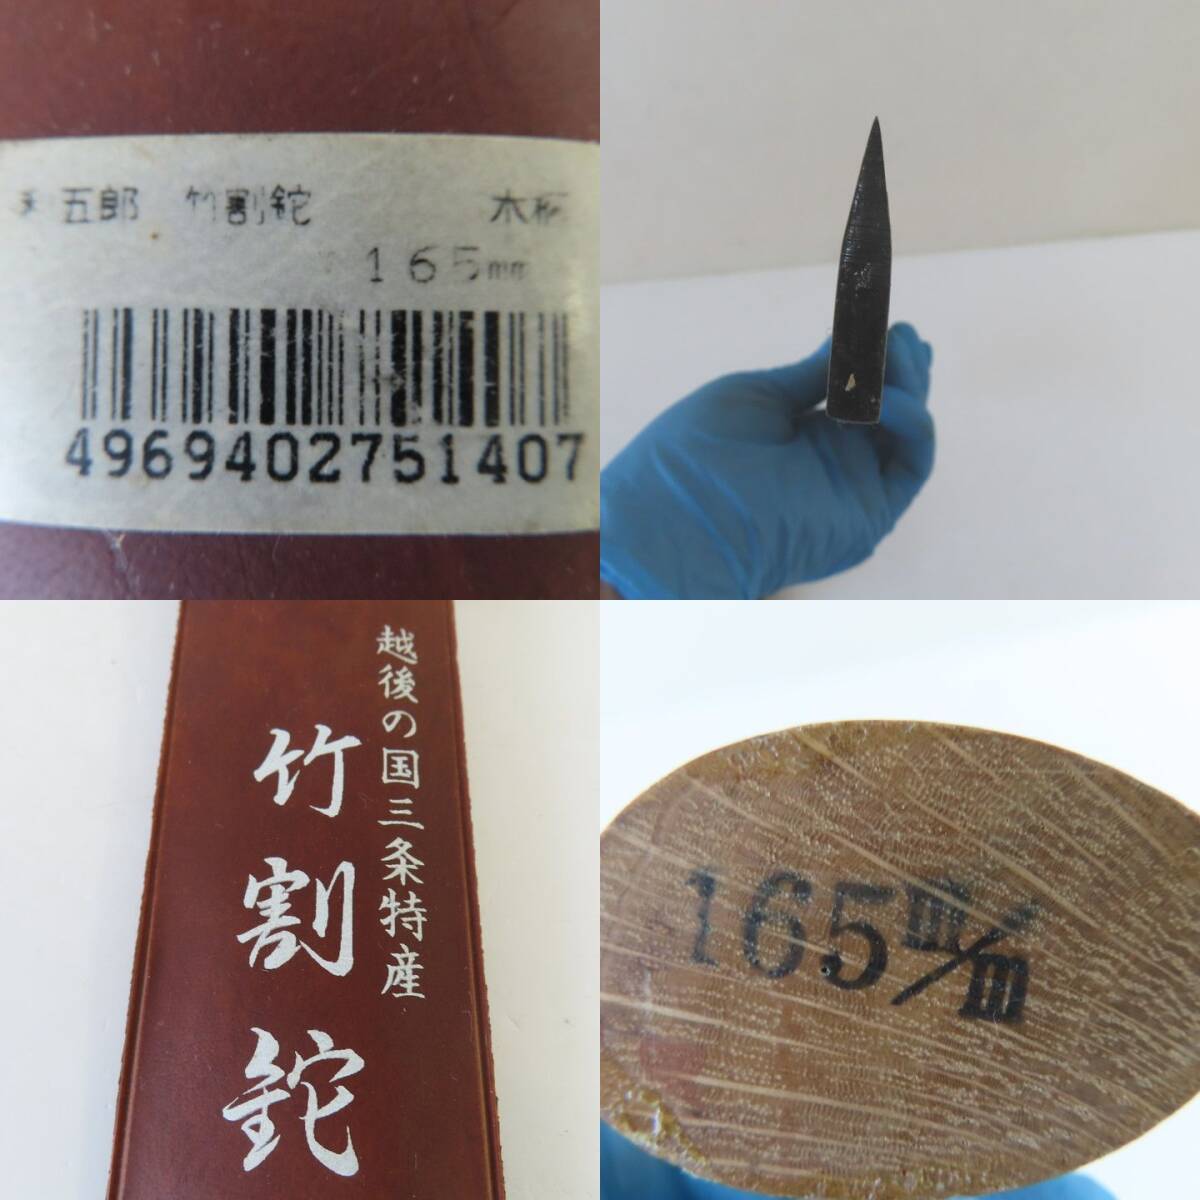 五郎 竹割鉈 木柄
165mm
4969402751407
越後の国三条特産
竹割鉈
165m/m